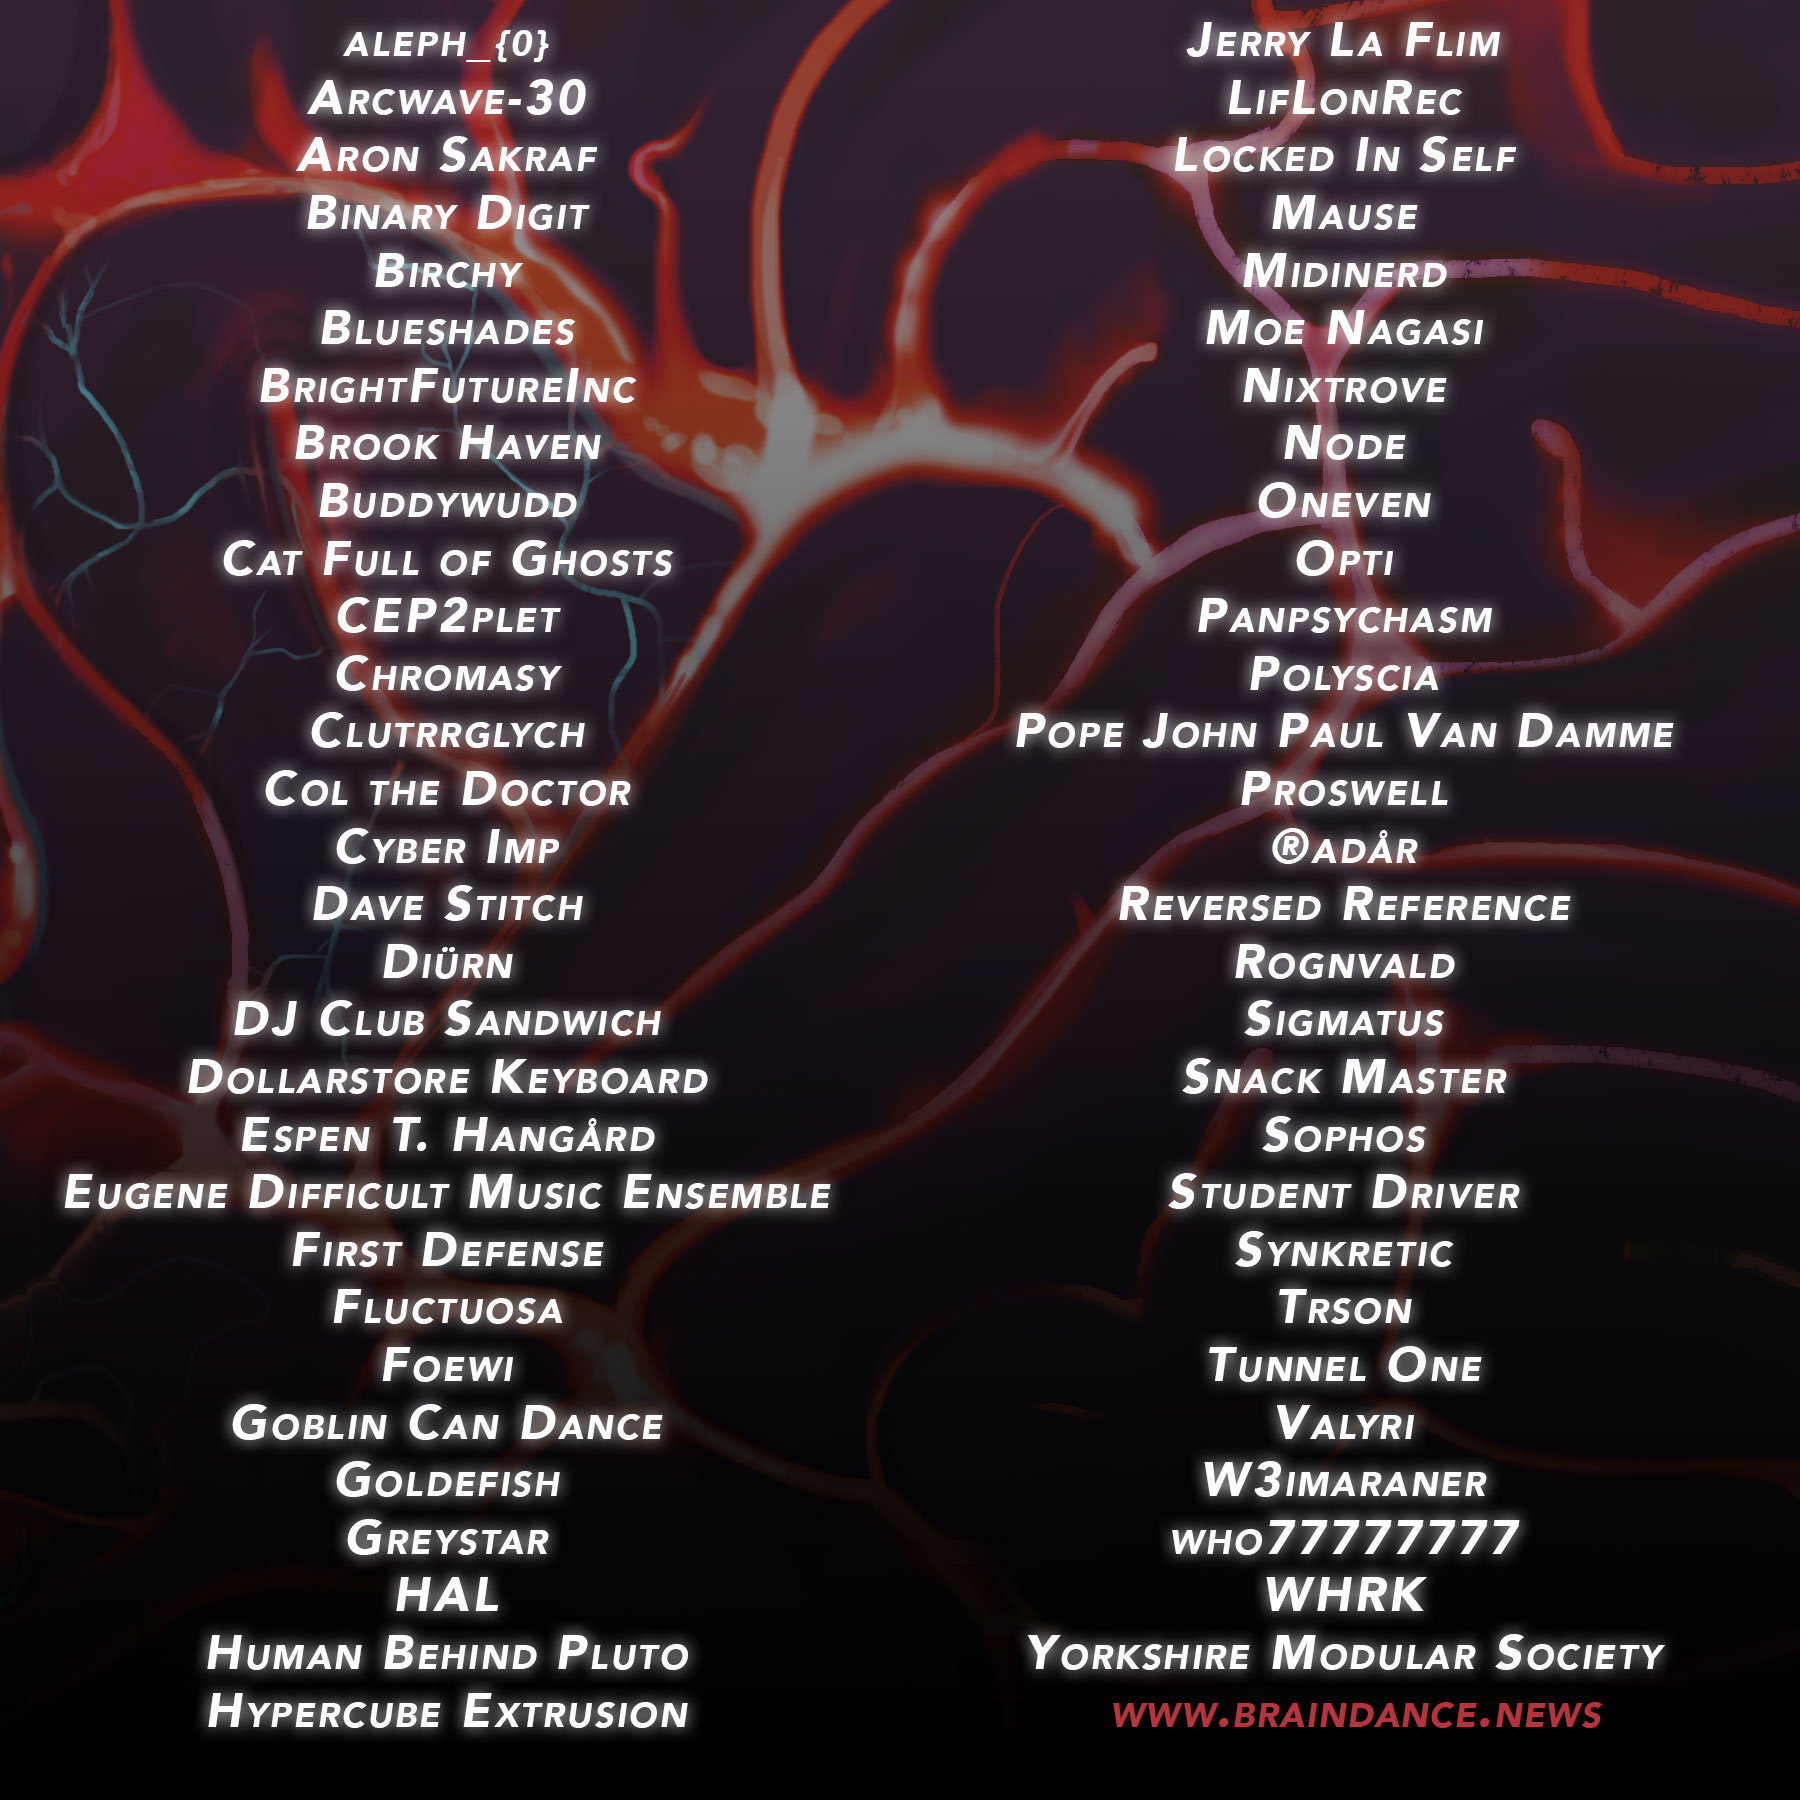 aleph_{0}
Arcwave-30
Aron Sakraf
Binary Digit
Birchy
Blueshades
BrightFutureInc
Brook Haven
Buddywudd
Cat Full of Ghosts
CEP2plet
Chromasy
Clutrrglych
Col the Doctor
Cyber Imp
Dave Stitch
Diürn
DJ Club Sandwich
Dollarstore Keyboard
Espen T. Hangård
Eugene Difficult Music Ensemble
First Defense
Fluctuosa
Foewi
Goblin Can Dance
Goldefish
Greystar
HAL
Human Behind Pluto
Hypercube Extrusion
Jerry La Flim
LifLonRec
Locked In Self
Mause
Midinerd
Moe Nagasi
Nixtrove
Node
Oneven
Opti
Panpsychasm
Polyscia
Pope John Paul Van Damme
Proswell
®adår
Reversed Reference
Rognvald
Sigmatus
Snack Master
Sophos
Student Driver
Synkretic
Trson
Tunnel One
Valyri
W3imaraner
who77777777
WHRK
Yorkshire Modular Society
www.braindance.news